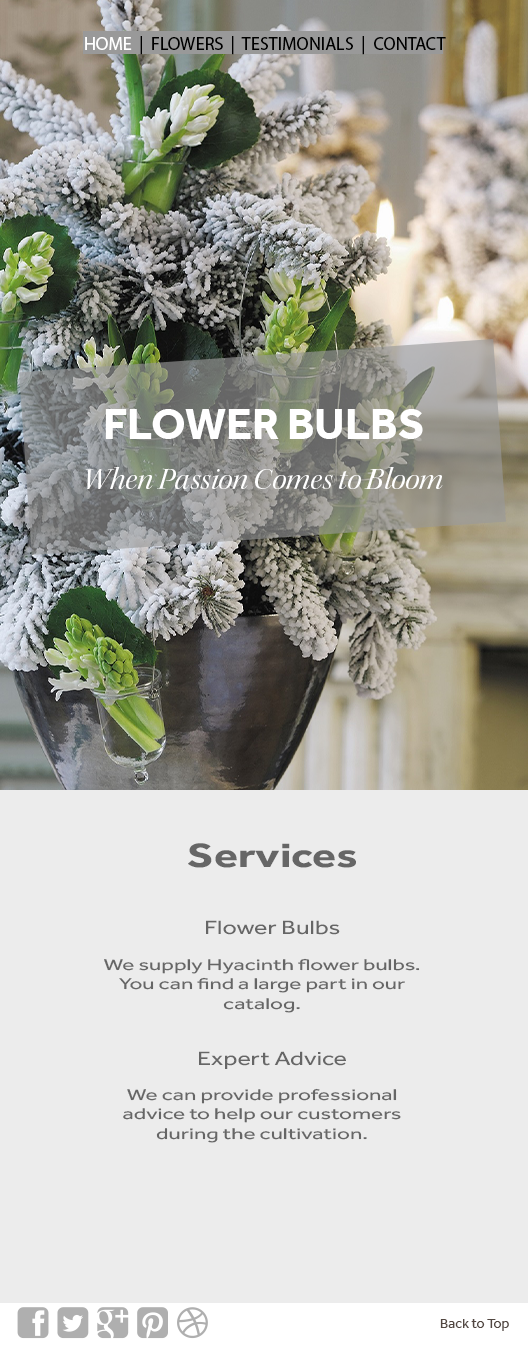 HOME | FLOWERS | TESTIMONIALS | CONTACT
FLOWER BULBS
When Passion Comes to Bloom
Services
Flower Bulbs
We supply Hyacinth flower bulbs.
You can find a large part in our
catalog.
Expert Advice
We can provide professional
advice to help our customers
during the cultivation.
Back to Top